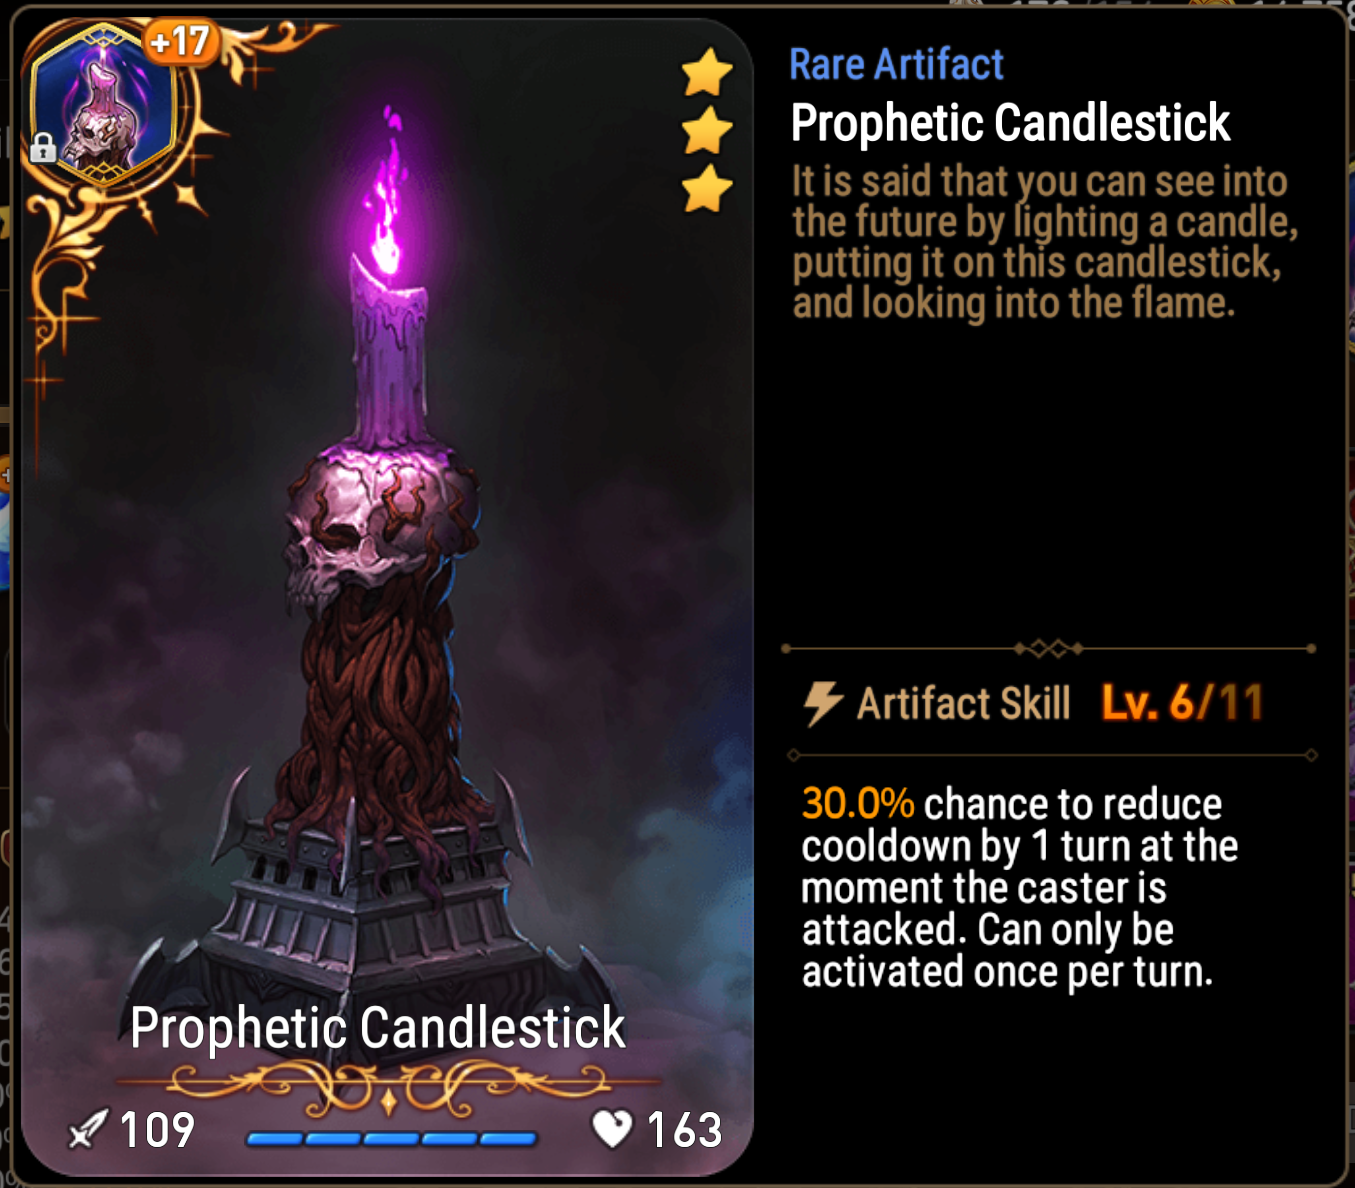 +17
Rare Artifact
Prophetic Candlestick
It is said that you can see into
the future by lighting a candle,
putting it on this candlestick,
and looking into the flame.
Artifact Skill Lv. 6/11
30.0% chance to reduce
cooldown by 1 turn at the
moment the caster is
attacked. Can only be
activated once per turn.
Prophetic Candlestick
109
163